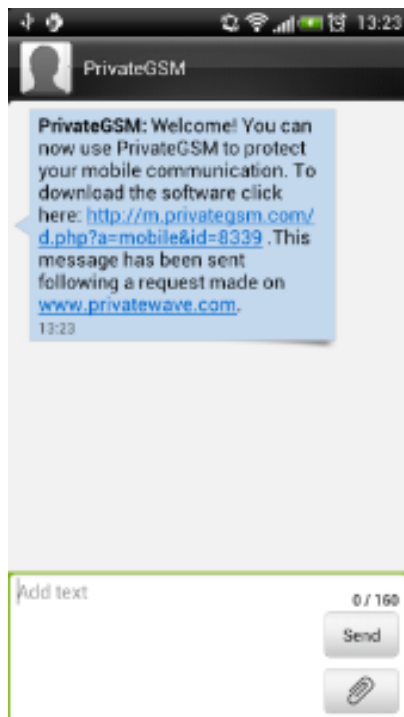 13:23
PrivateGSM
PrivateGSM: Welcome! You can
now use PrivateGSM to protect
your mobile communication. To
download the software click
here: http://m.privategsm.com/
d.php?a=mobile&id=8339 .This
message has been sent
following a request made on
www.privatewave.com.
13:23
Add text
0 / 160
Send